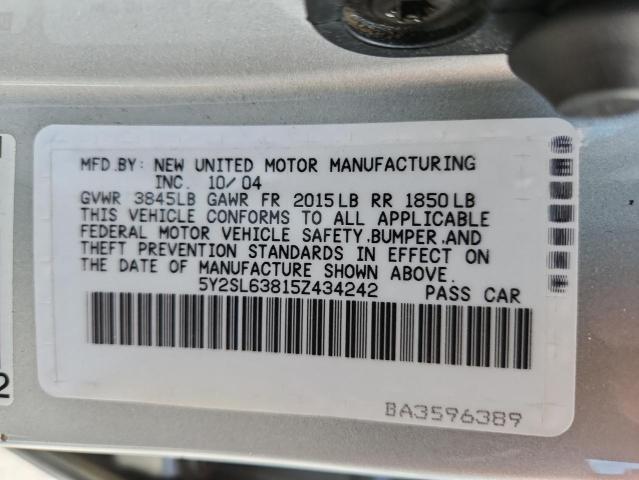 MFD.BY: NEW UNITED MOTOR MANUFACTURING
INC. 10/04
GVWR 3845LB GAWR FR 2015LB RR 1850LB
THIS VEHICLE CONFORMS TO ALL APPLICABLE
FEDERAL MOTOR VEHICLE SAFETY,BUMPER,AND
THEFT PREVENTION STANDARDS IN EFFECT ON
THE DATE OF MANUFACTURE SHOWN ABOVE.
5Y2SL63815Z434242 PASS CAR
BA3596389
2